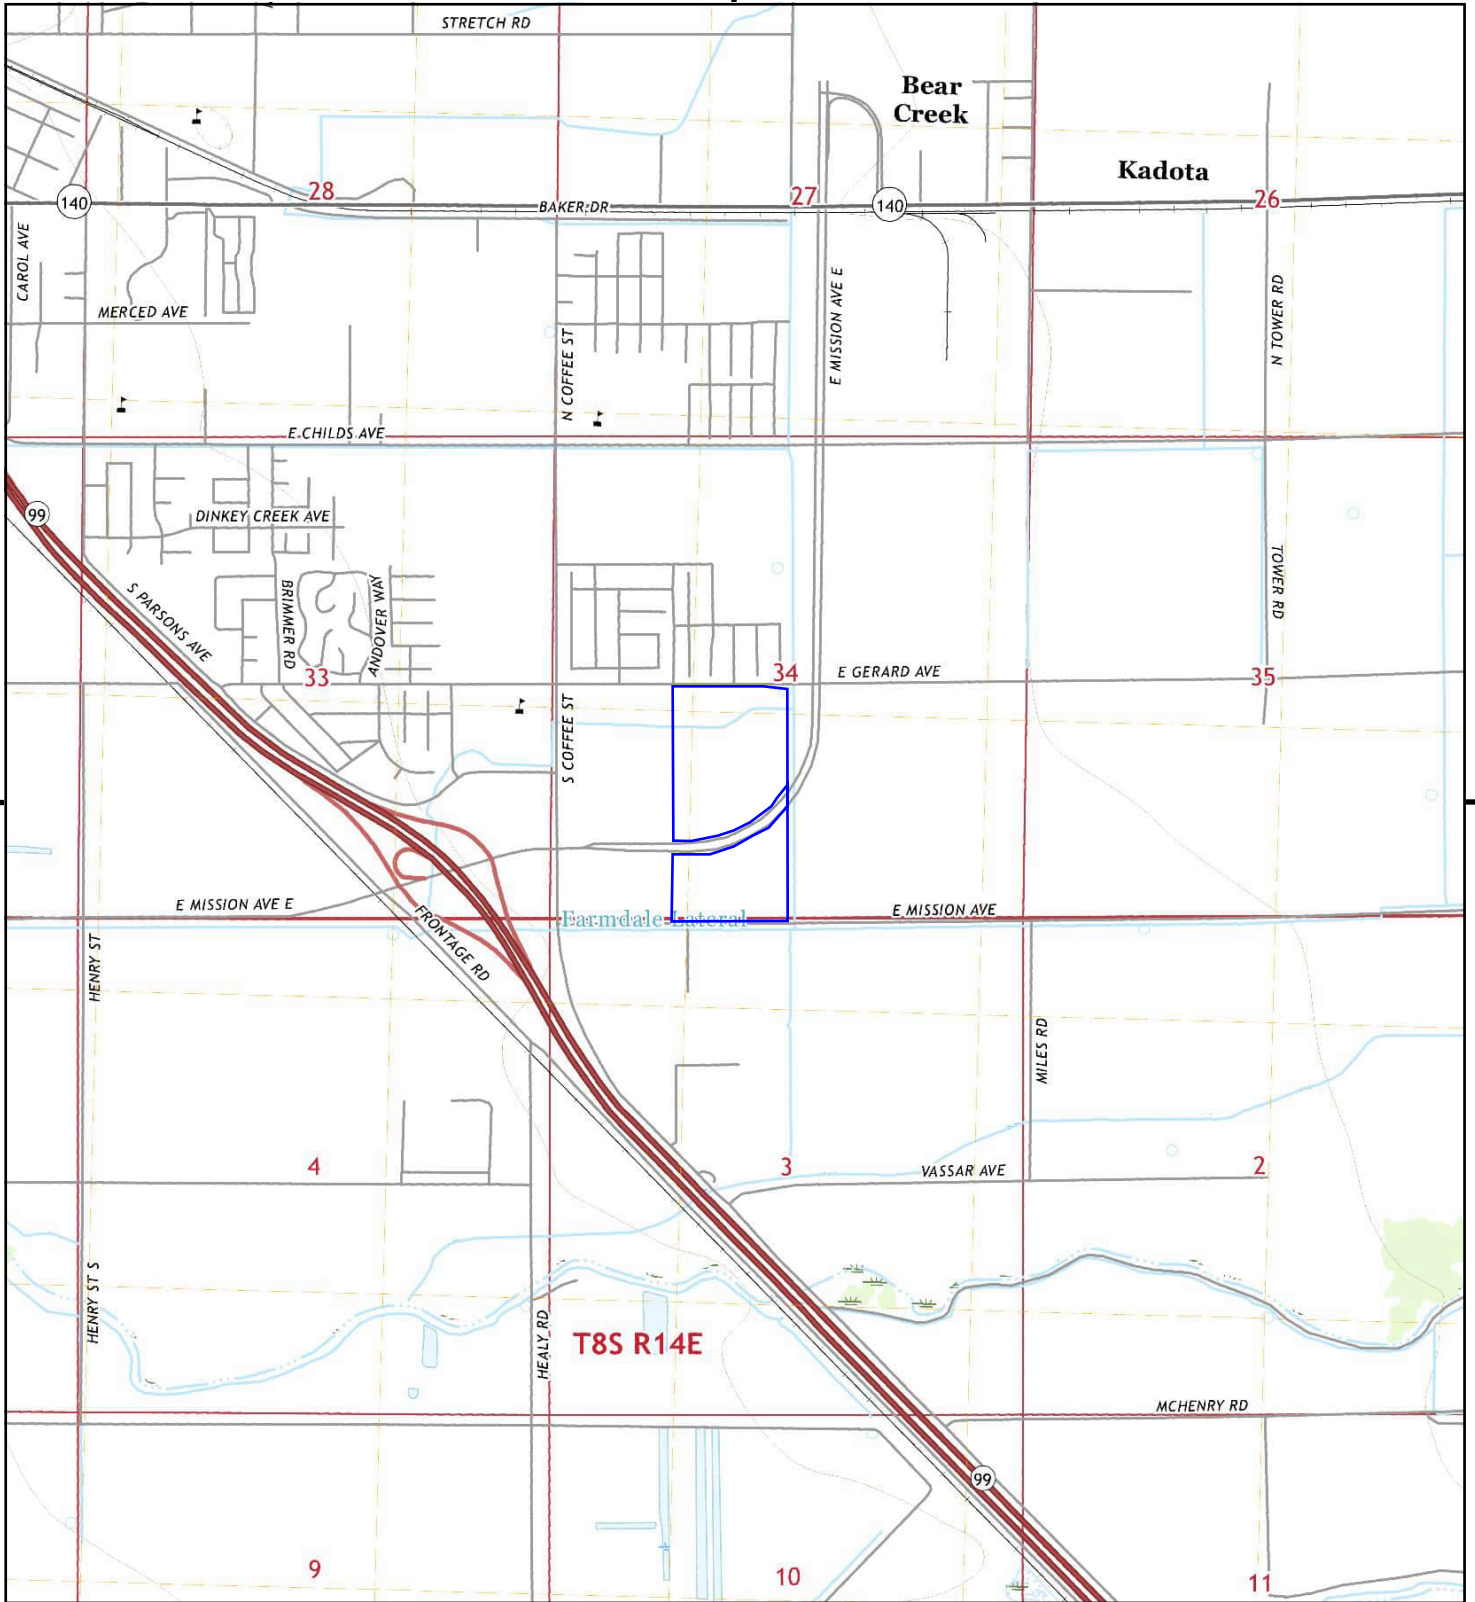 STRETCH RD
Bear
Creek
Kadota
28
27
26
140
BAKER DR
140
CAROL AVE
MERCED AVE
N COFFEE ST
E MISSION AVE E
N TOWER RD
E CHILDS AVE
99
DINKEY CREEK AVE
S PARSONS AVE
BRIMMER RD
ANDOVER WAY
TOWER RD
33
34
E GERARD AVE
35
S COFFEE ST
E MISSION AVE E
FRONTAGE RD
Farmdale Lateral
E MISSION AVE
HENRY ST
MILES RD
4
3
VASSAR AVE
2
HENRY ST S
HEALY RD
T8S R14E
MCHENRY RD
99
9
10
11